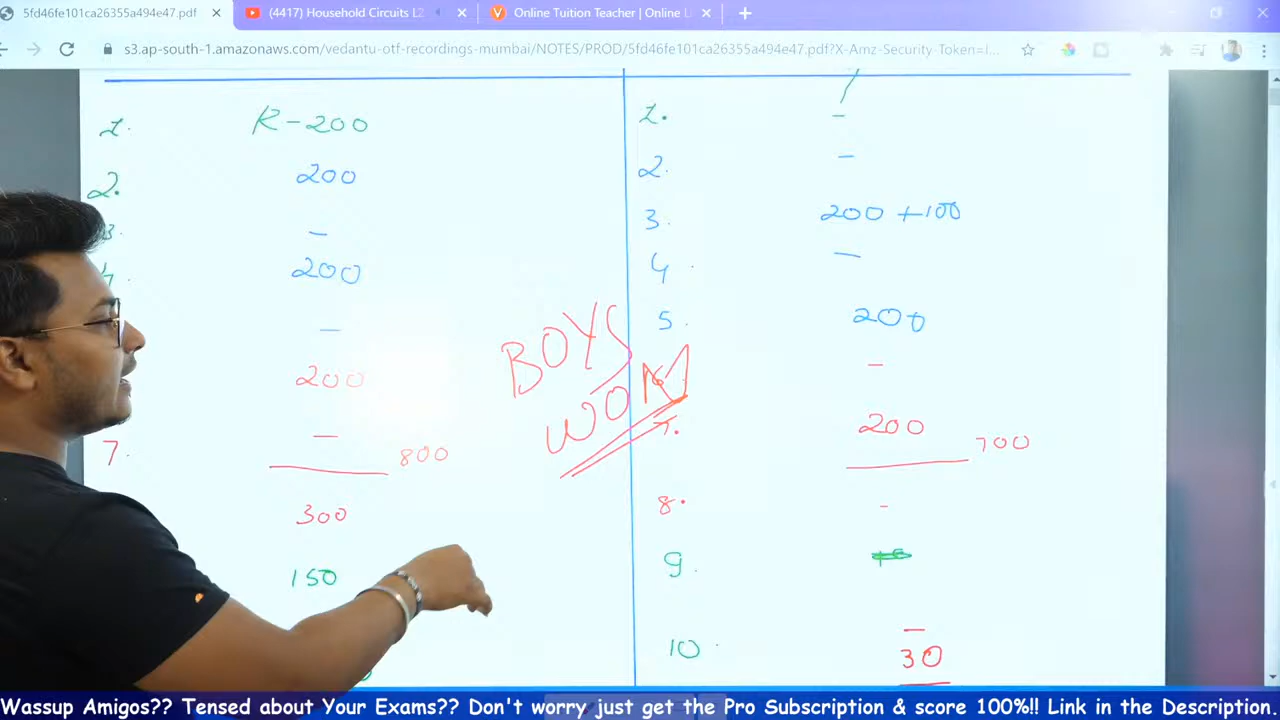 5fd46fe101ca26355a494e47.pdf
(4417) Household Circuits L2
Online Tuition Teacher | Online L
s3.ap-south-1.amazonaws.com/vedantu-otf-recordings-mumbai/NOTES/PROD/5fd46fe101ca26355a494e47.pdf?X-Amz-Security-Token=I...
1. R-200
2. 200
3 -
4 200
-
200
7. -
800
300
150
1. -
2. -
3. 200 +100
4. -
5. 200
-
7. 200
700
8. -
9.
10. -
30
BOYS
WON
Wassup Amigos?? Tensed about Your Exams?? Don't worry just get the Pro Subscription & score 100%!! Link in the Description.